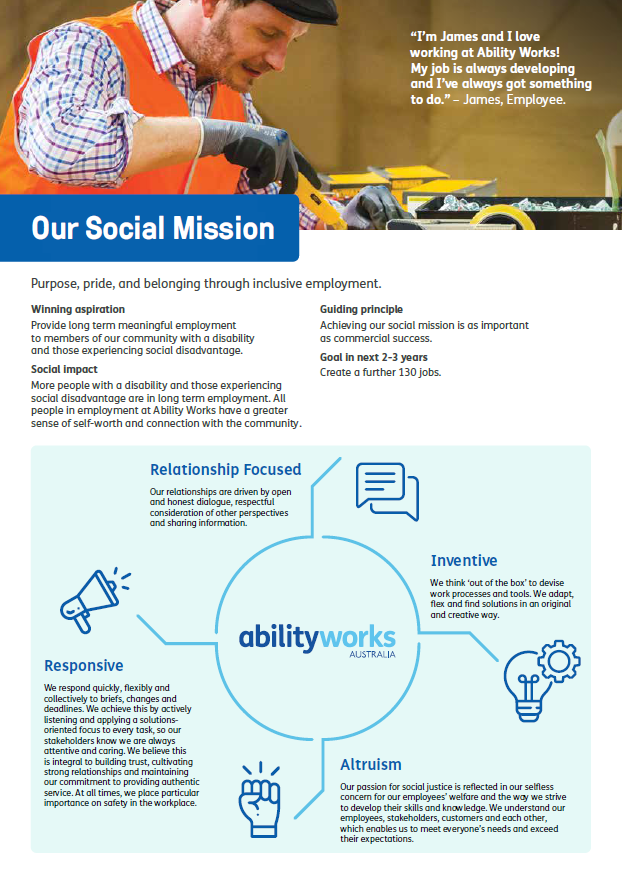 “I’m James and I love
working at Ability Works!
My job is always developing
and I’ve always got something
to do.” – James, Employee.
Our Social Mission
Purpose, pride, and belonging through inclusive employment.
Winning aspiration
Provide long term meaningful employment
to members of our community with a disability
and those experiencing social disadvantage.
Social impact
More people with a disability and those experiencing
social disadvantage are in long term employment. All
people in employment at Ability Works have a greater
sense of self-worth and connection with the community.
Guiding principle
Achieving our social mission is as important
as commercial success.
Goal in next 2-3 years
Create a further 130 jobs.
Relationship Focused
Our relationships are driven by open
and honest dialogue, respectful
consideration of other perspectives
and sharing information.
Inventive
We think ‘out of the box’ to devise
work processes and tools. We adapt,
flex and find solutions in an original
and creative way.
abilityworks
AUSTRALIA
Responsive
We respond quickly, flexibly and
collectively to briefs, changes and
deadlines. We achieve this by actively
listening and applying a solutions-
oriented focus to every task, so our
stakeholders know we are always
attentive and caring. We believe this
is integral to building trust, cultivating
strong relationships and maintaining
our commitment to providing authentic
service. At all times, we place particular
importance on safety in the workplace.
Altruism
Our passion for social justice is reflected in our selfless
concern for our employees’ welfare and the way we strive
to develop their skills and knowledge. We understand our
employees, stakeholders, customers and each other,
which enables us to meet everyone’s needs and exceed
their expectations.